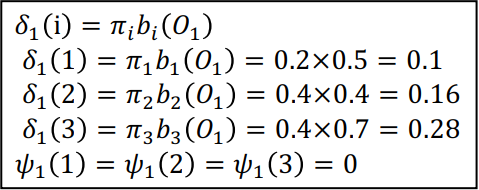 δ₁(i) = πᵢbᵢ(O₁)
δ₁(1) = π₁b₁(O₁) = 0.2×0.5 = 0.1
δ₁(2) = π₂b₂(O₁) = 0.4×0.4 = 0.16
δ₁(3) = π₃b₃(O₁) = 0.4×0.7 = 0.28
ψ₁(1) = ψ₁(2) = ψ₁(3) = 0